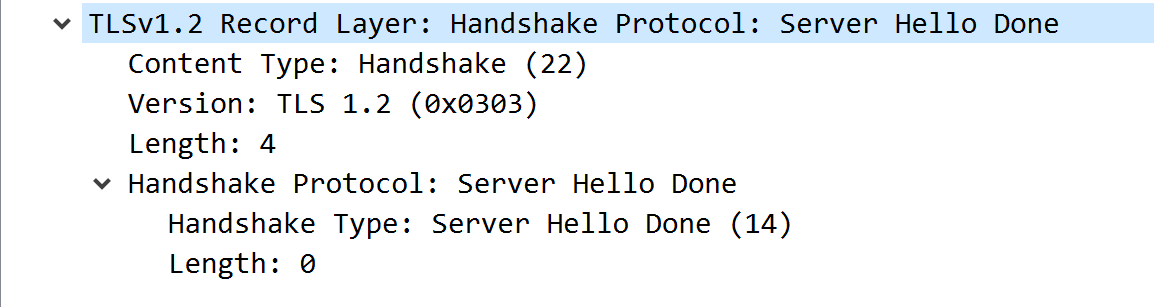 TLSv1.2 Record Layer: Handshake Protocol: Server Hello Done
Content Type: Handshake (22)
Version: TLS 1.2 (0x0303)
Length: 4
Handshake Protocol: Server Hello Done
Handshake Type: Server Hello Done (14)
Length: 0